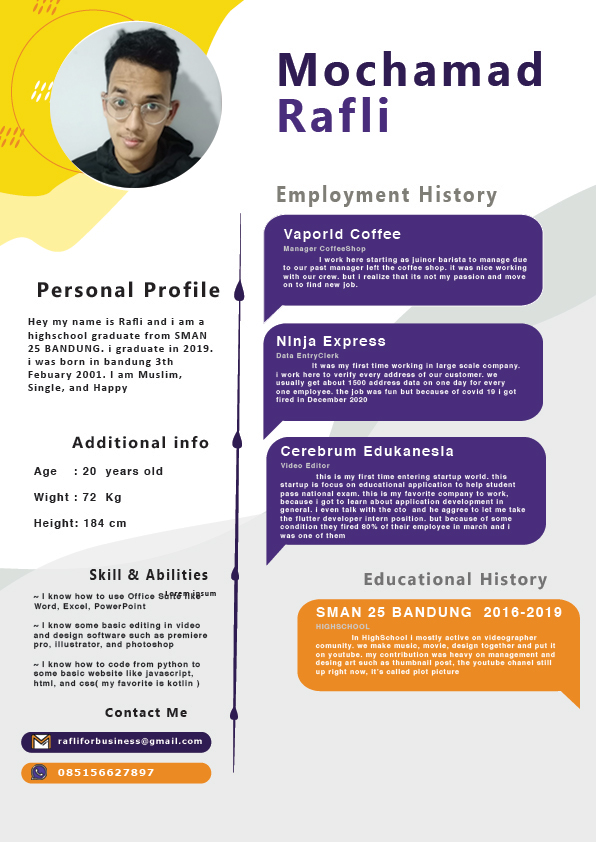 Mochamad
Rafli
Employment History
Vaporld Coffee
Manager CoffeeShop
I work here starting as juinor barista to manage due
to our past manager left the coffee shop. it was nice working
with our crew. but i realize that its not my passion and move
on to find new job.
NInja Express
Data EntryClerk
It was my first time working in large scale company.
i work here to verify every address of our customer. we
usually get about 1500 address data on one day for every
one employee. the job was fun but because of covid 19 i got
fired in December 2020
Cerebrum Edukanesia
Video Editor
this is my first time entering startup world. this
startup is focus on educational application to help student
pass national exam. this is my favorite company to work,
because i got to learn about application development in
general. i even talk with the cto and he aggree to let me take
the flutter developer intern position. but because of some
condition they fired 80% of their employee in march and i
was one of them
Educational History
SMAN 25 BANDUNG 2016-2019
HIGHSCHOOL
In HighSchool I mostly active on videographer
comunity. we make music, movie, design together and put it
on youtube. my contribution was heavy on management and
desing art such as thumbnail post, the youtube chanel still
up right now, it's called plot picture
Personal Profile
Hey my name is Rafli and i am a
highschool graduate from SMAN
25 BANDUNG. i graduate in 2019.
i was born in bandung 3th
Febuary 2001. I am Muslim,
Single, and Happy
Additional info
Age : 20 years old
Wight : 72 Kg
Height: 184 cm
Skill & Abilities
Lorem ipsum
~ I know how to use Office Suite like
Word, Excel, PowerPoint
~ I know some basic editing in video
and design software such as premiere
pro, illustrator, and photoshop
~ I know how to code from python to
some basic website like javascript,
html, and css( my favorite is kotlin )
Contact Me
rafliforbusiness@gmail.com
085156627897